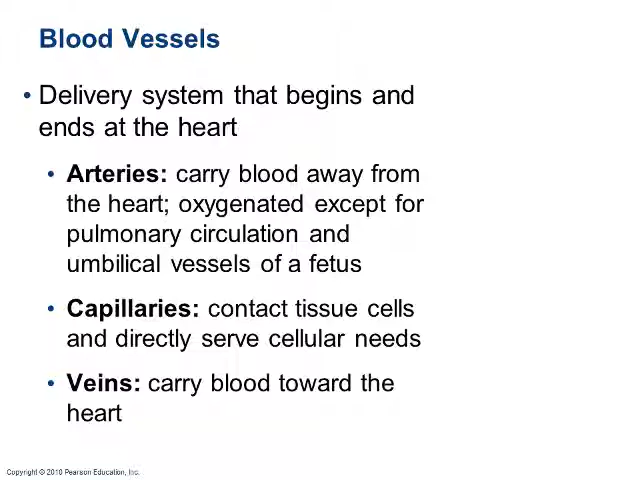 Blood Vessels
• Delivery system that begins and
ends at the heart
• Arteries: carry blood away from
the heart; oxygenated except for
pulmonary circulation and
umbilical vessels of a fetus
• Capillaries: contact tissue cells
and directly serve cellular needs
• Veins: carry blood toward the
heart
Copyright © 2010 Pearson Education, Inc.